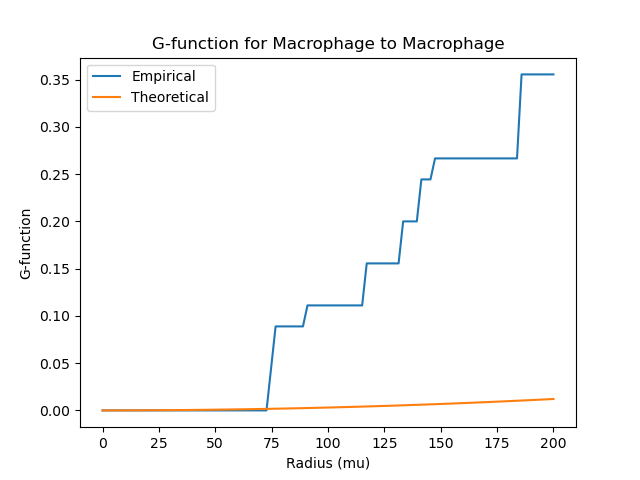 G-function for Macrophage to Macrophage
Empirical
Theoretical
0.35
0.30
0.25
0.20
0.15
0.10
0.05
0.00
G-function
0 25 50 75 100 125 150 175 200
Radius (mu)